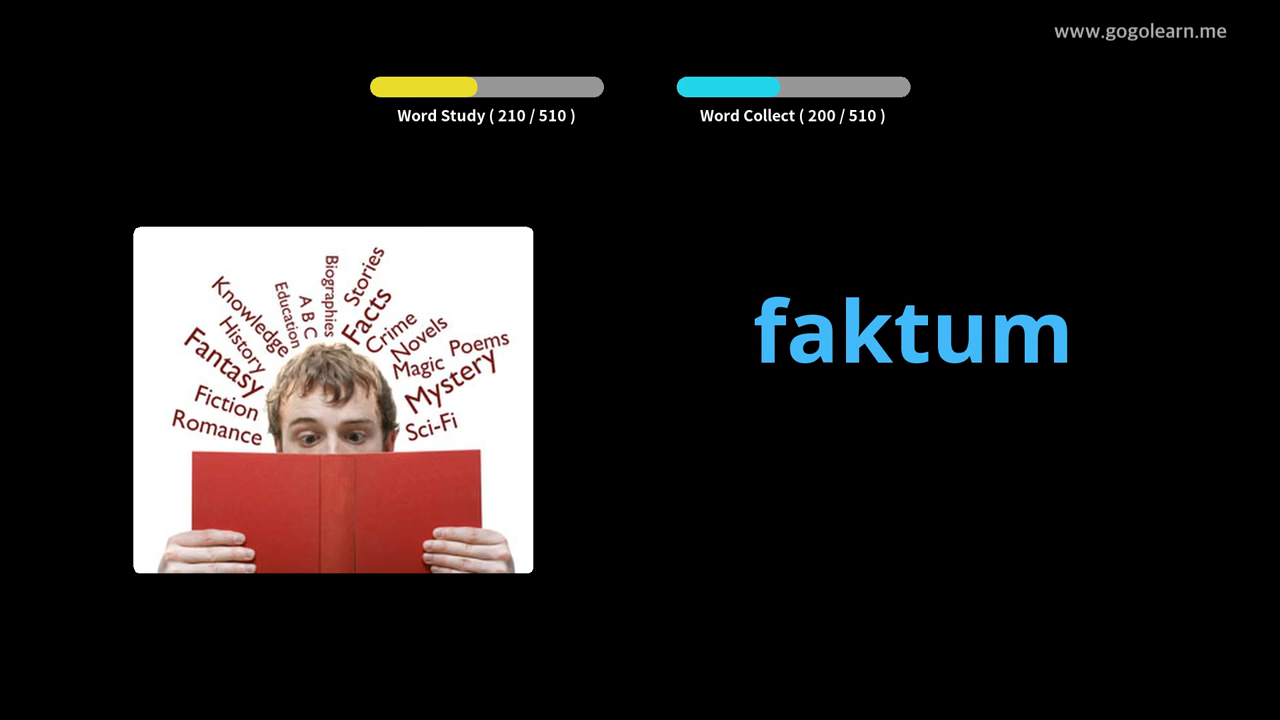 www.gogolearn.me
Word Study ( 210 / 510 )
Word Collect ( 200 / 510 )
faktum
Romance
Fiction
Fantasy
History
Knowledge
Education
A B C
Biographies
Stories
Facts
Crime
Novels
Magic
Poems
Mystery
Sci-Fi